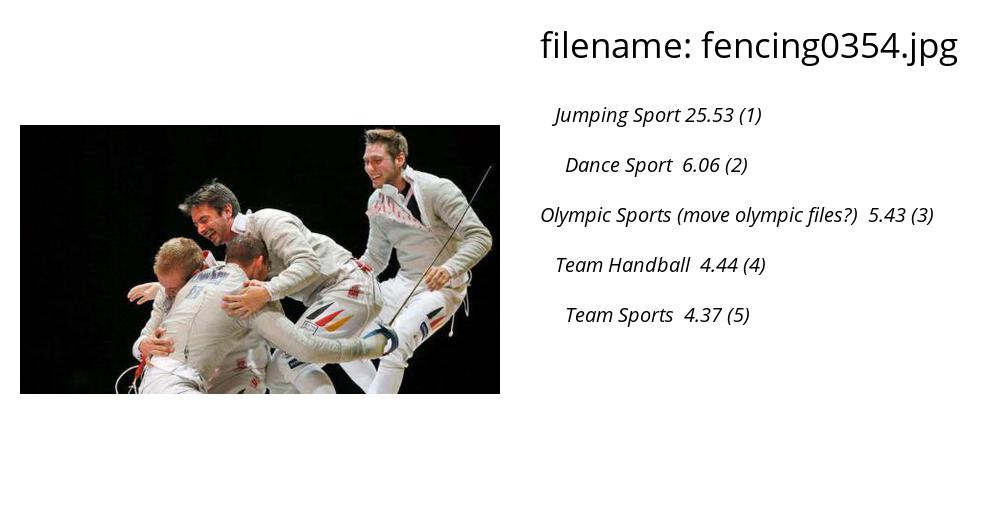 filename: fencing0354.jpg
Jumping Sport 25.53 (1)
Dance Sport 6.06 (2)
Olympic Sports (move olympic files?) 5.43 (3)
Team Handball 4.44 (4)
Team Sports 4.37 (5)